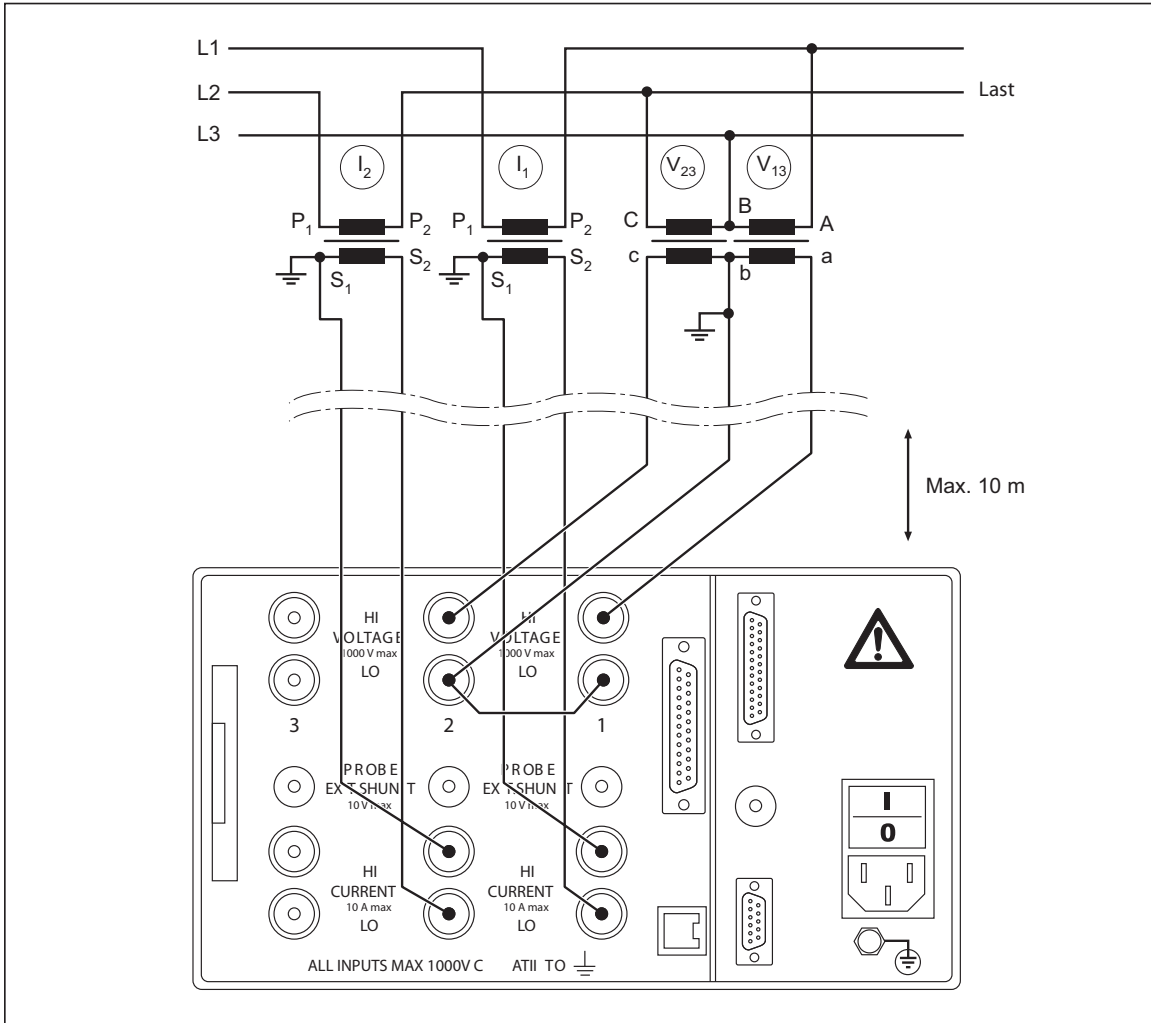 L1
L2
Last
L3
I2
I1
V23
V13
P1
P2
P1
P2
C
B
A
S1
S2
S1
S2
c
b
a
Max. 10 m
HI
VOLTAGE
1000 V max
LO
HI
VOLTAGE
1000 V max
LO
3
2
1
PROBE
EXT.SHUNT
10 V max
PROBE
EXT.SHUNT
10 V max
HI
CURRENT
10 A max
LO
HI
CURRENT
10 A max
LO
I
0
ALL INPUTS MAX 1000V C ATII TO